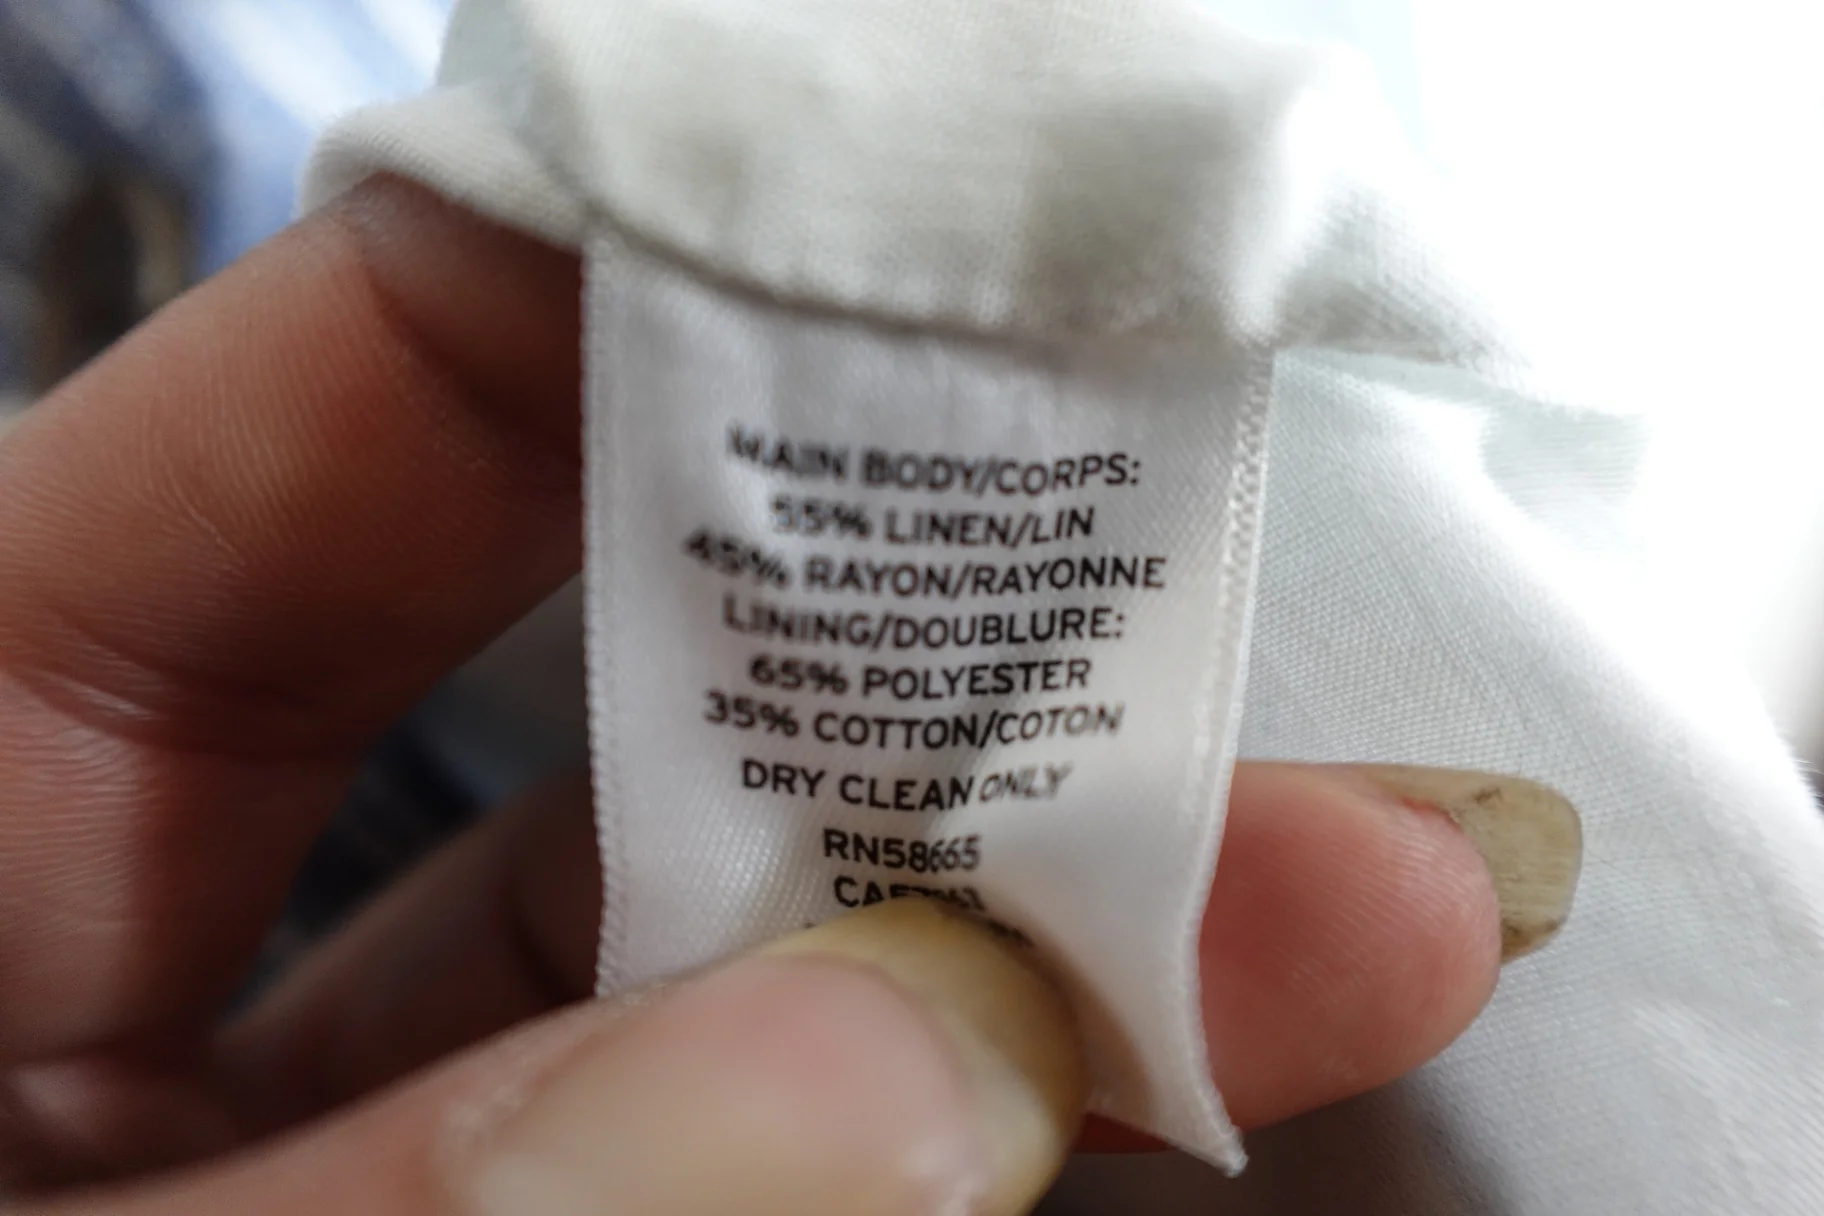 MAIN BODY/CORPS:
55% LINEN/LIN
45% RAYON/RAYONNE
LINING/DOUBLURE:
65% POLYESTER
35% COTTON/COTON
DRY CLEAN ONLY
RN58665